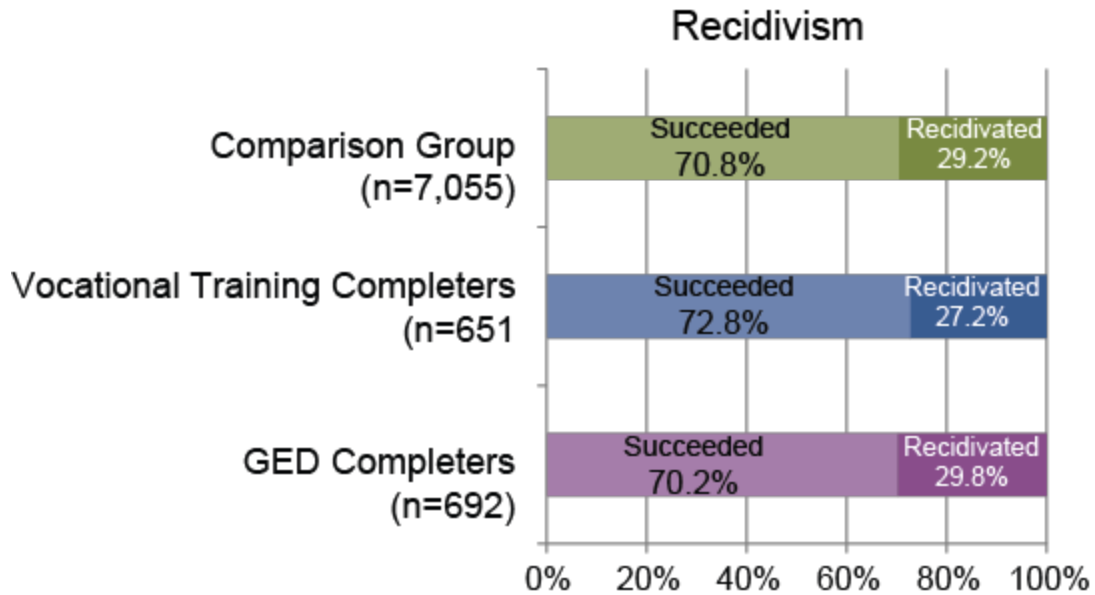 Recidivism
Comparison Group
(n=7,055)
Succeeded
70.8%
Recidivated
29.2%
Vocational Training Completers
(n=651
Succeeded
72.8%
Recidivated
27.2%
GED Completers
(n=692)
Succeeded
70.2%
Recidivated
29.8%
0% 20% 40% 60% 80% 100%